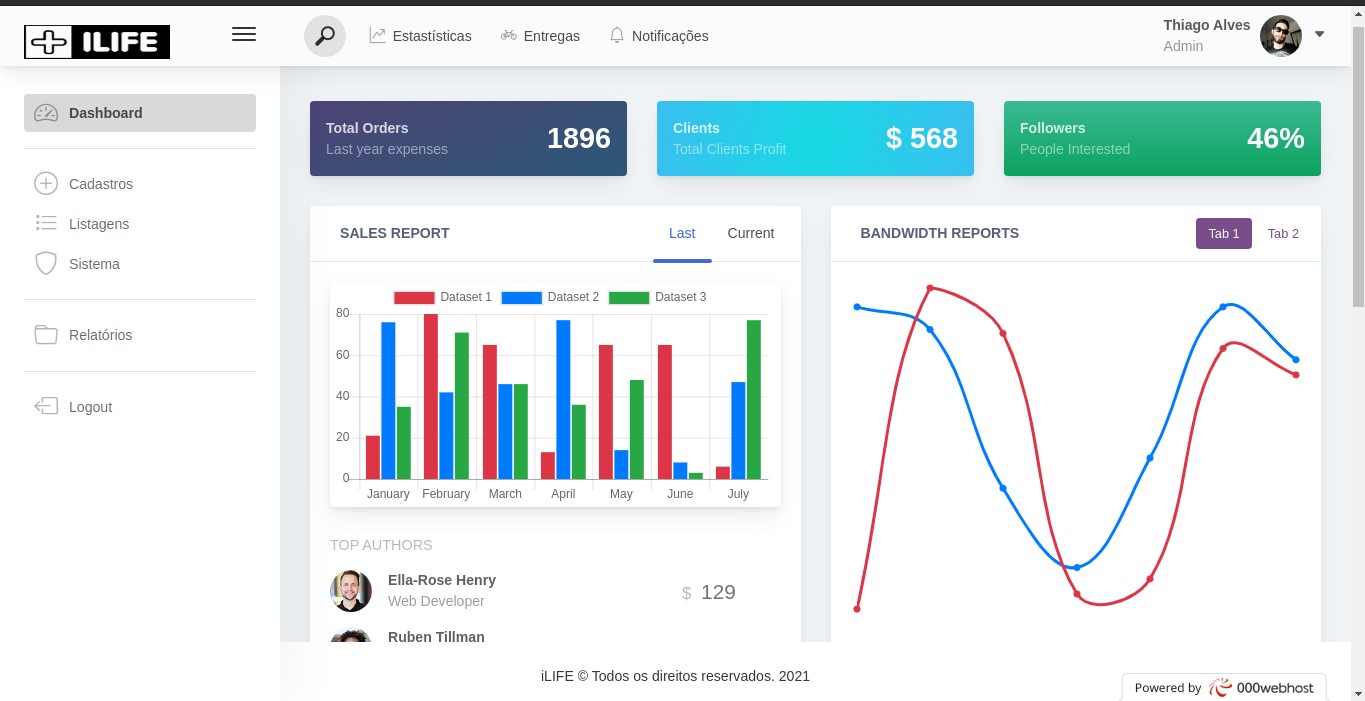 ILIFE
Estastísticas
Entregas
Notificações
Thiago Alves
Admin
Dashboard
Cadastros
Listagens
Sistema
Relatórios
Logout
Total Orders
Last year expenses
1896
Clients
Total Clients Profit
$ 568
Followers
People Interested
46%
SALES REPORT
Last
Current
Dataset 1
Dataset 2
Dataset 3
80
60
40
20
0
January
February
March
April
May
June
July
TOP AUTHORS
Ella-Rose Henry
Web Developer
$ 129
Ruben Tillman
BANDWIDTH REPORTS
Tab 1
Tab 2
iLIFE © Todos os direitos reservados. 2021
Powered by 000webhost